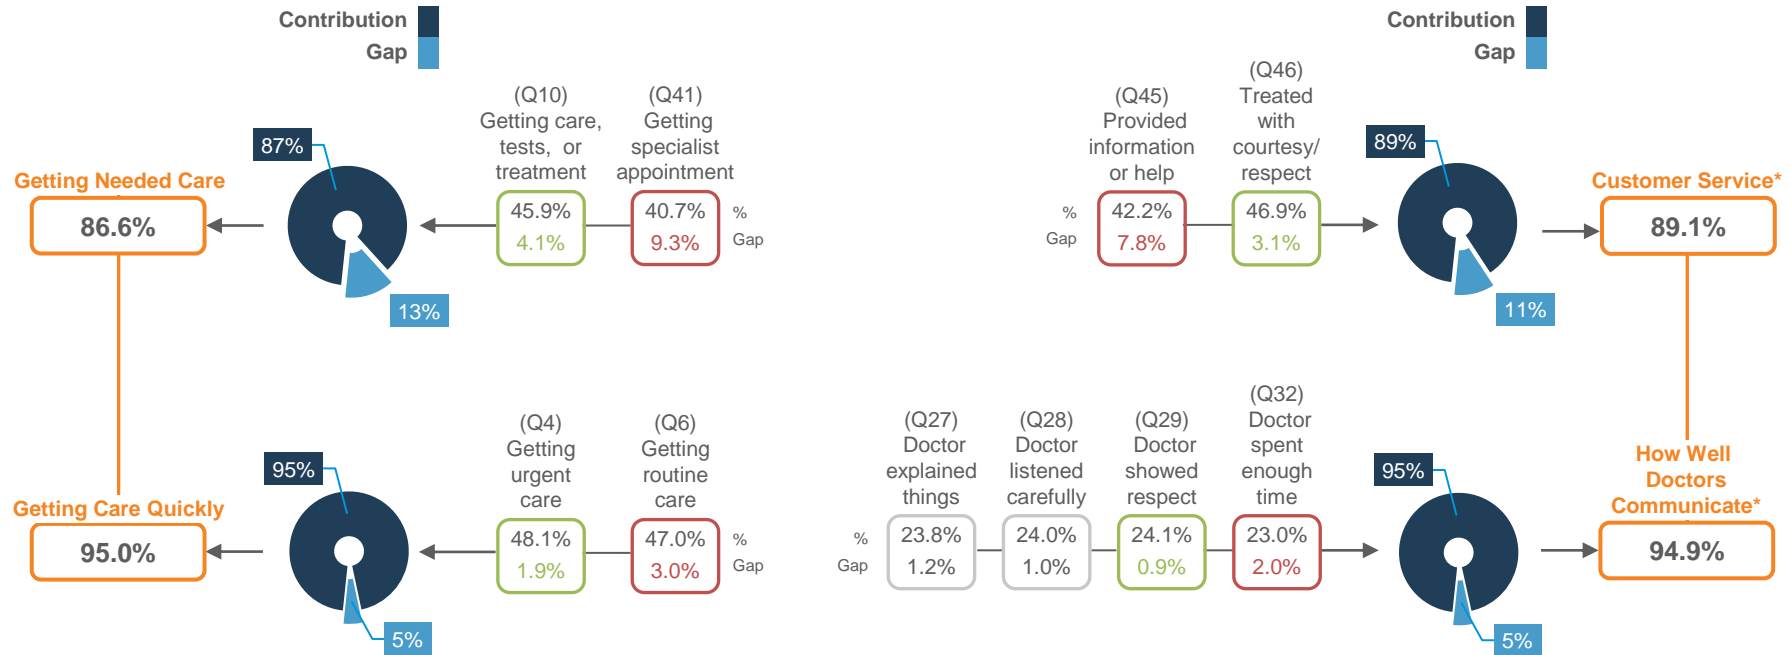 Contribution
Gap
(Q10)
Getting care,
tests, or
treatment
(Q41)
Getting
specialist
appointment
87%
Getting Needed Care
86.6%
45.9%
4.1%
40.7%
9.3%
%
Gap
13%
(Q4)
Getting
urgent
care
(Q6)
Getting
routine
care
95%
Getting Care Quickly
95.0%
48.1%
1.9%
47.0%
3.0%
%
Gap
5%
Contribution
Gap
(Q45)
Provided
information
or help
(Q46)
Treated
with
courtesy/
respect
89%
Customer Service*
%
Gap
42.2%
7.8%
46.9%
3.1%
89.1%
11%
(Q27)
Doctor
explained
things
(Q28)
Doctor
listened
carefully
(Q29)
Doctor
showed
respect
(Q32)
Doctor
spent
enough
time
95%
How Well
Doctors
Communicate*
%
Gap
23.8%
1.2%
24.0%
1.0%
24.1%
0.9%
23.0%
2.0%
94.9%
5%